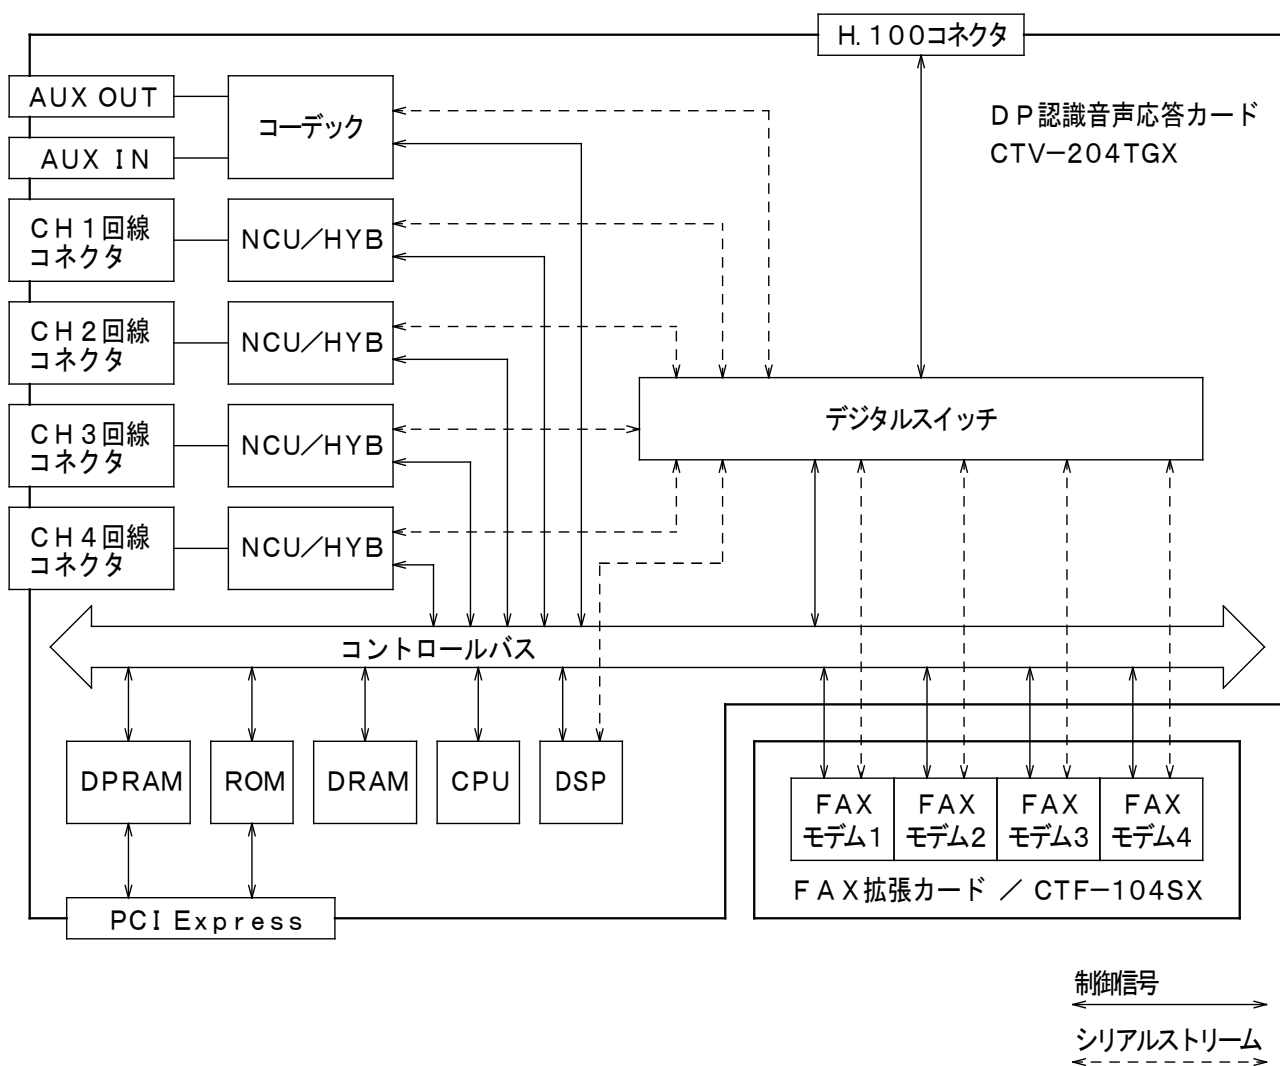 H.100コネクタ
AUX OUT
AUX IN
コーデック
DP認識音声応答カード
CTV−204TGX
CH1回線
コネクタ
NCU／HYB
CH2回線
コネクタ
NCU／HYB
CH3回線
コネクタ
NCU／HYB
CH4回線
コネクタ
NCU／HYB
デジタルスイッチ
コントロールバス
DPRAM
ROM
DRAM
CPU
DSP
FAX
モデム1
FAX
モデム2
FAX
モデム3
FAX
モデム4
FAX拡張カード ／ CTF−104SX
PCI Express
制御信号
シリアルストリーム